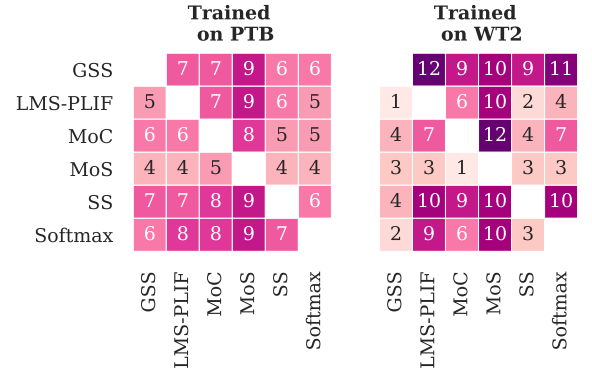 Trained on PTB
Trained on WT2
GSS 7 7 9 6 6 12 9 10 9 11
LMS-PLIF 5 7 9 6 5 1 6 10 2 4
MoC 6 6 8 5 5 4 7 12 4 7
MoS 4 4 5 4 4 3 3 1 3 3
SS 7 7 8 9 6 4 10 9 10 10
Softmax 6 8 8 9 7 2 9 6 10 3
GSS LMS-PLIF MoC MoS SS Softmax GSS LMS-PLIF MoC MoS SS Softmax